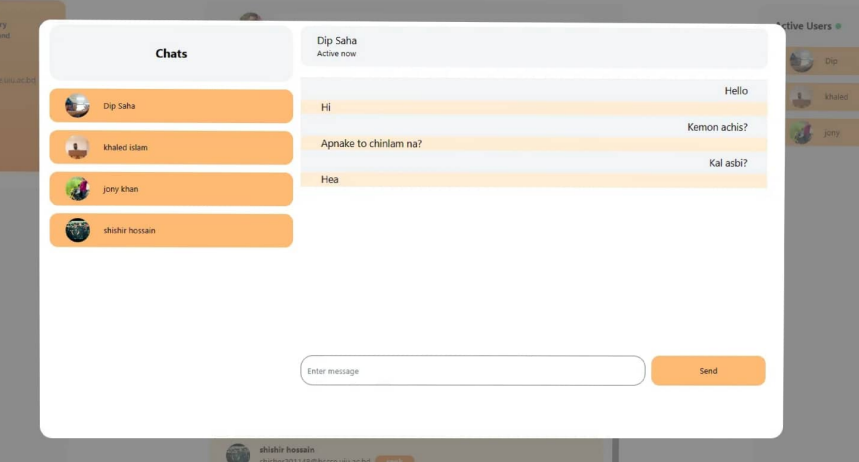 Chats
Dip Saha
khaled islam
jony khan
shishir hossain
Dip Saha
Active now
Hello
Hi
Kemon achis?
Apnake to chinlam na?
Kal asbi?
Hea
Enter message
Send
Active Users
Dip
khaled
jony
shishir hossain